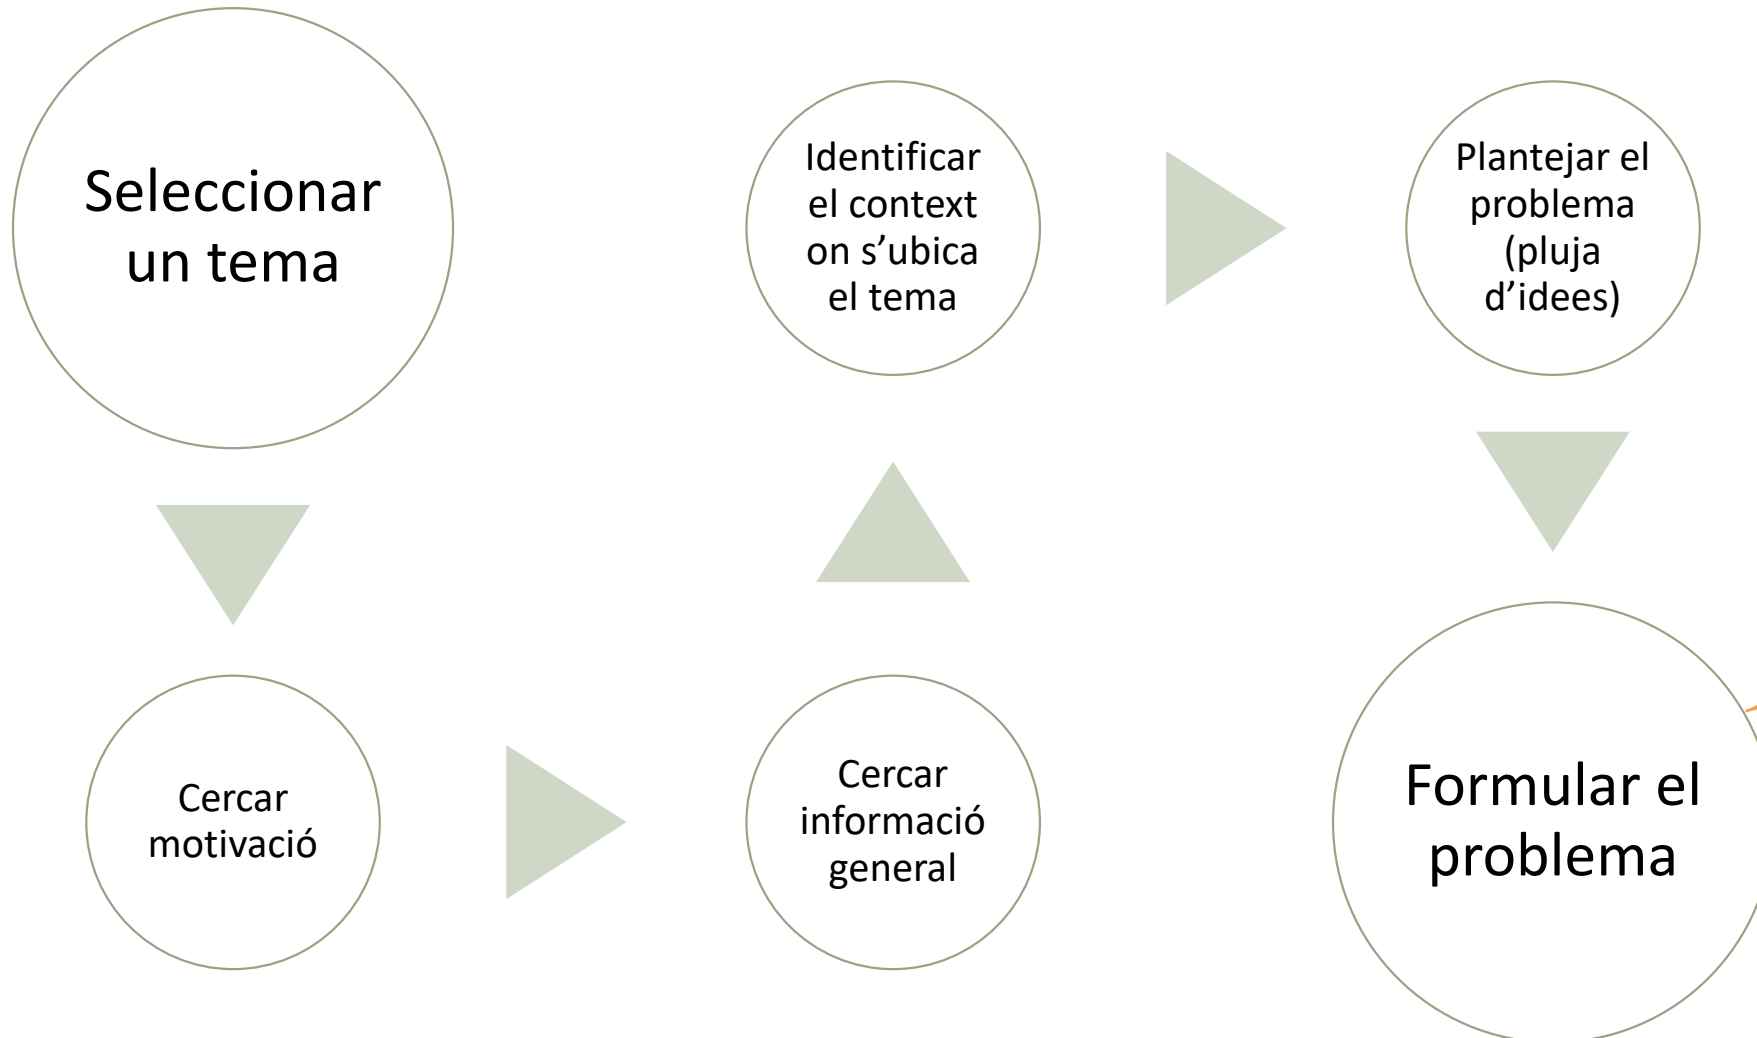 Seleccionar
un tema
Cercar
motivació
Cercar
informació
general
Identificar
el context
on s’ubica
el tema
Plantejar el
problema
(pluja
d’idees)
Formular el
problema